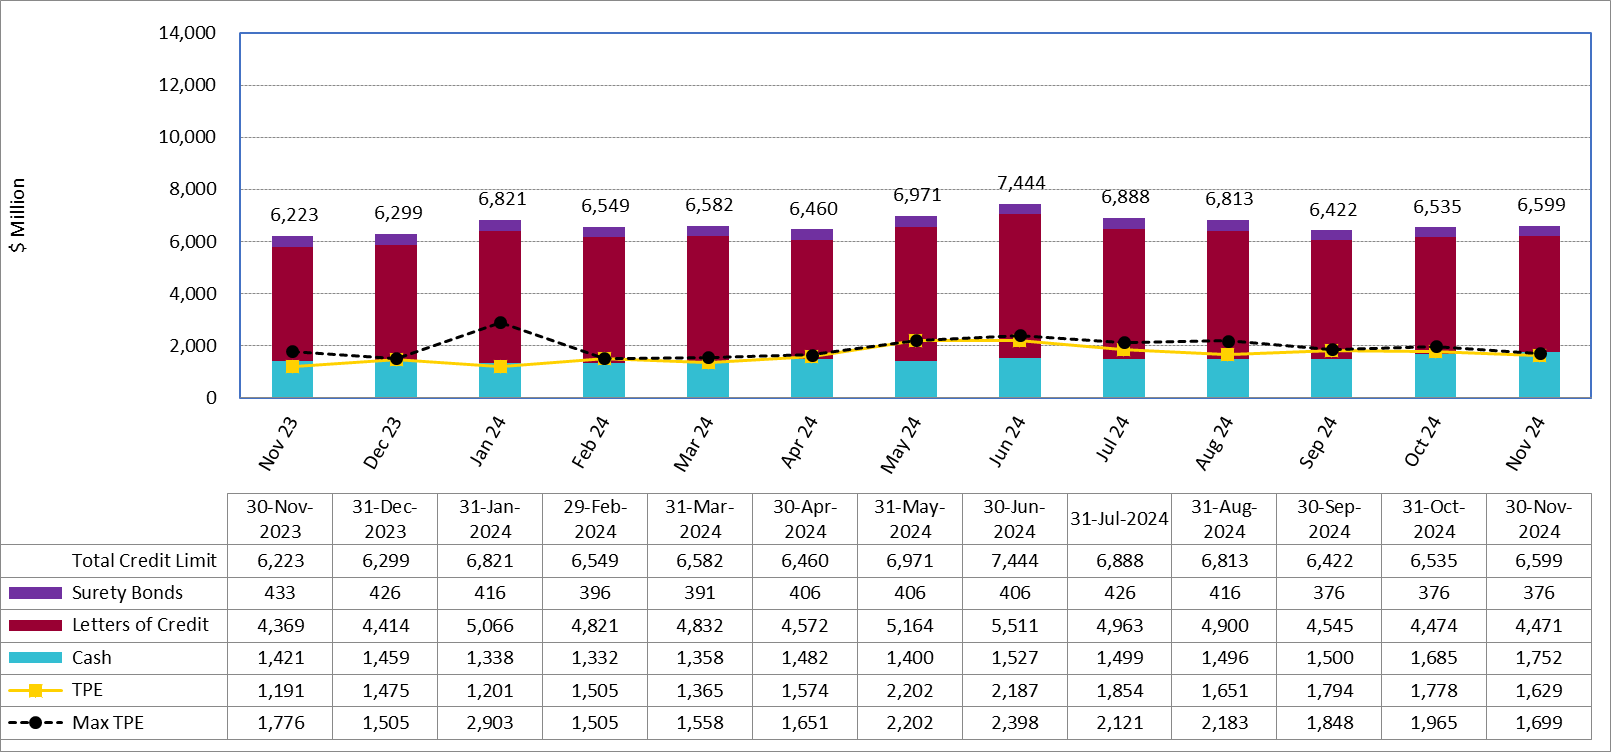 14,000
12,000
10,000
8,000
6,000
4,000
2,000
0
$ Million
6,223 6,299 6,821 6,549 6,582 6,460 6,971 7,444 6,888 6,813 6,422 6,535 6,599
Nov 23 Dec 23 Jan 24 Feb 24 Mar 24 Apr 24 May 24 Jun 24 Jul 24 Aug 24 Sep 24 Oct 24 Nov 24
30-Nov-2023 31-Dec-2023 31-Jan-2024 29-Feb-2024 31-Mar-2024 30-Apr-2024 31-May-2024 30-Jun-2024 31-Jul-2024 31-Aug-2024 30-Sep-2024 31-Oct-2024 30-Nov-2024
Total Credit Limit 6,223 6,299 6,821 6,549 6,582 6,460 6,971 7,444 6,888 6,813 6,422 6,535 6,599
Surety Bonds 433 426 416 396 391 406 406 406 426 416 376 376 376
Letters of Credit 4,369 4,414 5,066 4,821 4,832 4,572 5,164 5,511 4,963 4,900 4,545 4,474 4,471
Cash 1,421 1,459 1,338 1,332 1,358 1,482 1,400 1,527 1,499 1,496 1,500 1,685 1,752
TPE 1,191 1,475 1,201 1,505 1,365 1,574 2,202 2,187 1,854 1,651 1,794 1,778 1,629
Max TPE 1,776 1,505 2,903 1,505 1,558 1,651 2,202 2,398 2,121 2,183 1,848 1,965 1,699